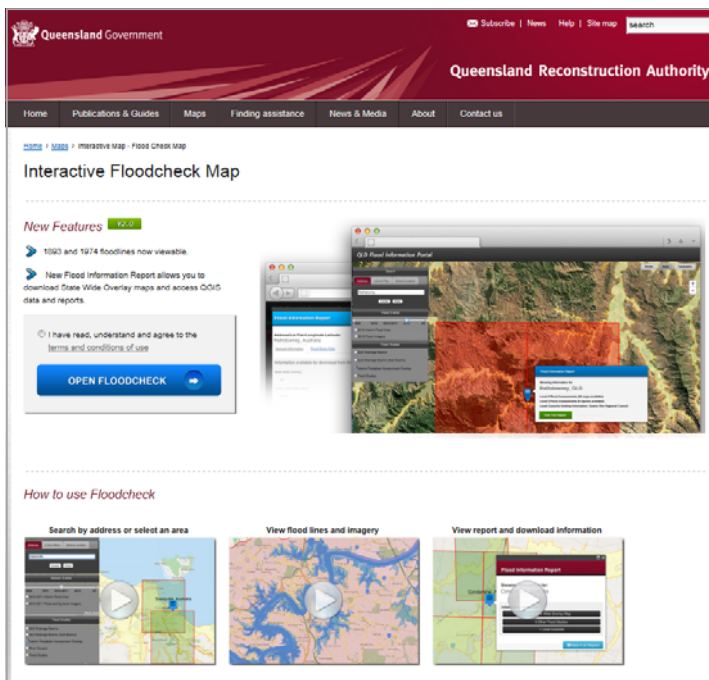 Queensland Government
Subscribe | News Help | Site map search
Queensland Reconstruction Authority
Home Publications & Guides Maps Finding assistance News & Media About Contact us
Home > Maps > Interactive Map - Flood Check Map
Interactive Floodcheck Map
New Features V2.0
1893 and 1974 floodlines now viewable.
New Flood Information Report allows you to
download State Wide Overlay maps and access QGIS
data and reports.
I have read, understand and agree to the
terms and conditions of use
OPEN FLOODCHECK
QLD Flood Information Portal
Flood Information Report
Flood Information Report
How to use Floodcheck
Search by address or select an area
View flood lines and imagery
View report and download information
Flood Information Report